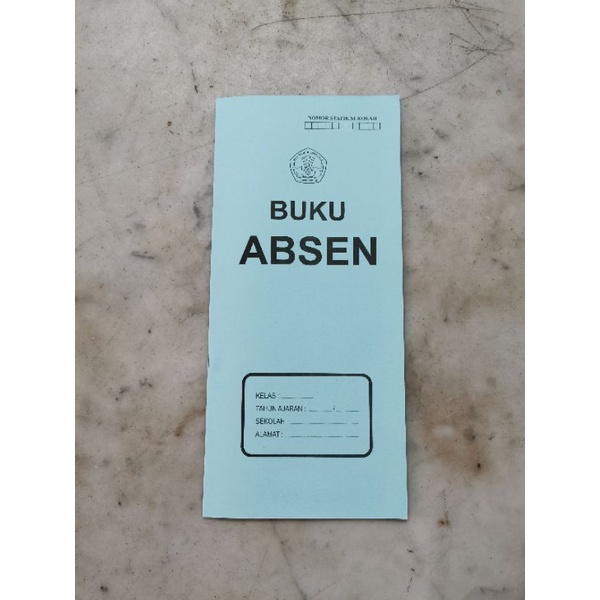 NOMOR STATISTIK SEKOLAH
BUKU
ABSEN
KELAS :
TAHUN AJARAN : /
SEKOLAH :
ALAMAT :